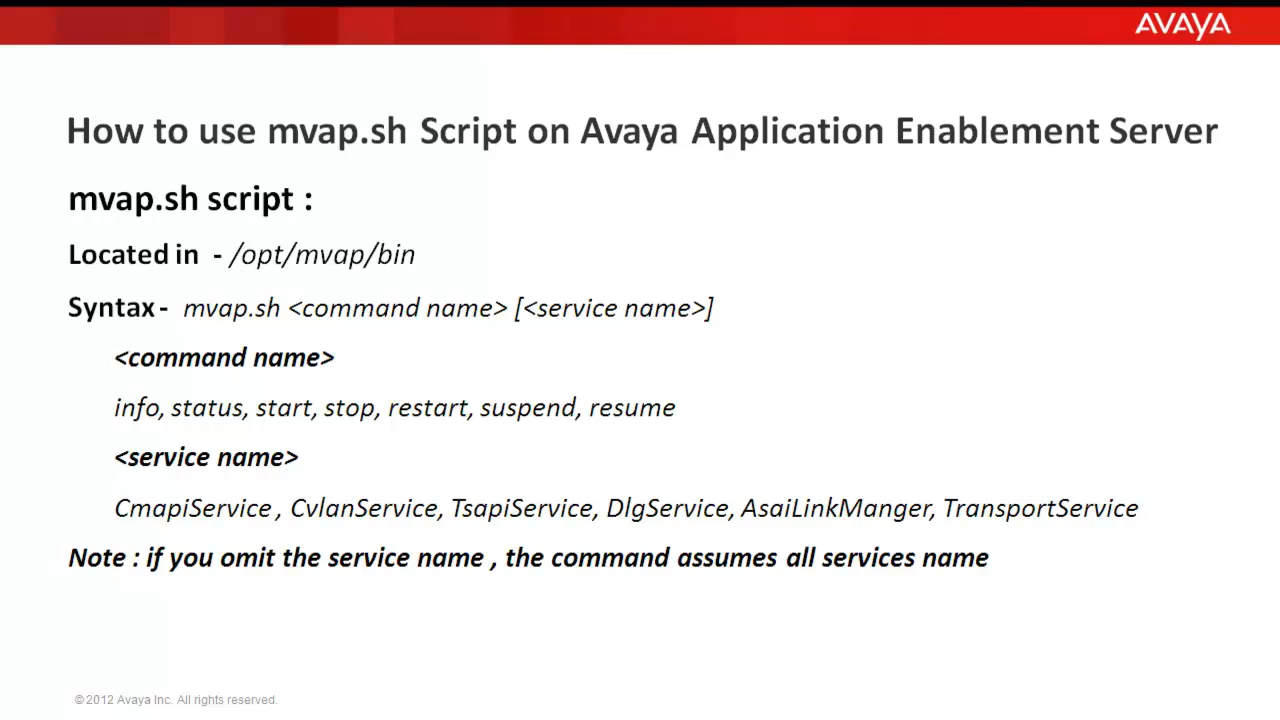 AVAYA
How to use mvap.sh Script on Avaya Application Enablement Server
mvap.sh script :
Located in - /opt/mvap/bin
Syntax - mvap.sh <command name> [<service name>]
<command name>
info, status, start, stop, restart, suspend, resume
<service name>
CmapiService , CvlanService, TsapiService, DlgService, AsaiLinkManger, TransportService
Note : if you omit the service name , the command assumes all services name
©2012 Avaya Inc. All rights reserved.